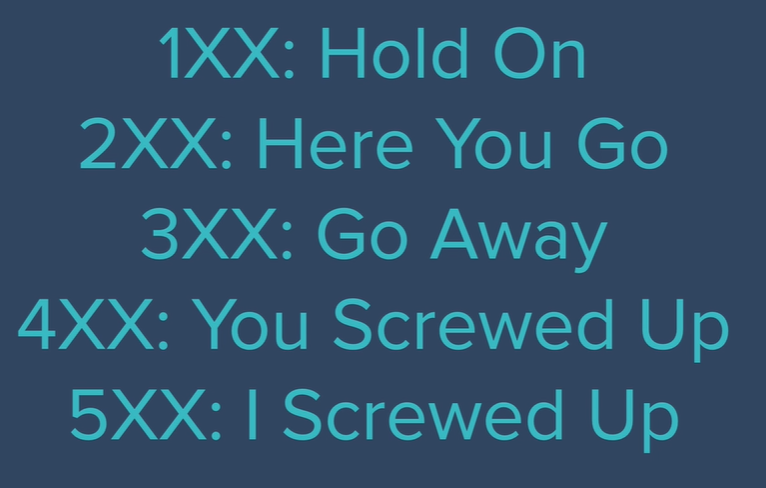 1XX: Hold On
2XX: Here You Go
3XX: Go Away
4XX: You Screwed Up
5XX: I Screwed Up